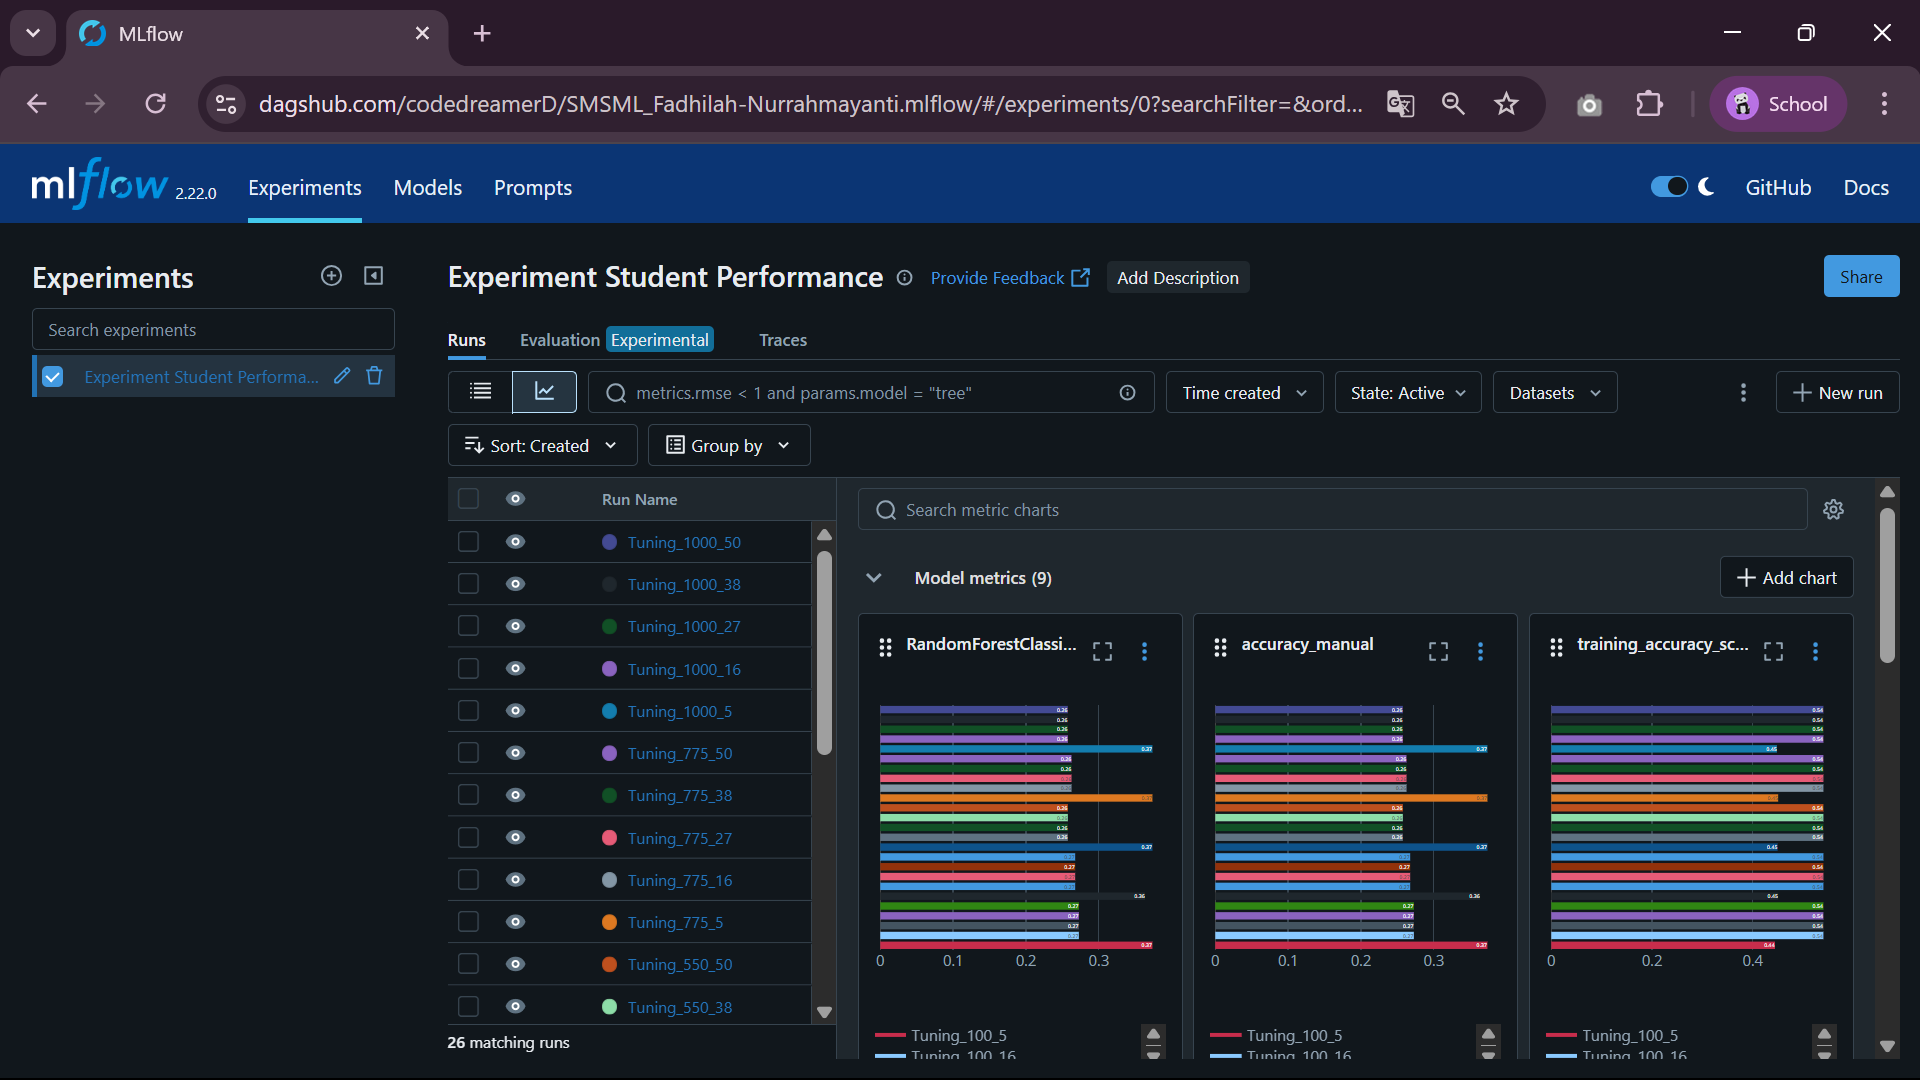 MLflow
dagshub.com/codedreamerD/SMSML_Fadhilah-Nurrahmayanti.mlflow/#/experiments/0?searchFilter=&ord...
School
mlflow 2.22.0
Experiments
Models
Prompts
GitHub
Docs
Experiments
Search experiments
Experiment Student Performa...
Experiment Student Performance
Provide Feedback
Add Description
Share
Runs
Evaluation Experimental
Traces
metrics.rmse < 1 and params.model = "tree"
Time created
State: Active
Datasets
New run
Sort: Created
Group by
Run Name
Tuning_1000_50
Tuning_1000_38
Tuning_1000_27
Tuning_1000_16
Tuning_1000_5
Tuning_775_50
Tuning_775_38
Tuning_775_27
Tuning_775_16
Tuning_775_5
Tuning_550_50
Tuning_550_38
26 matching runs
Search metric charts
Model metrics (9)
Add chart
RandomForestClassi...
0 0.1 0.2 0.3
Tuning_100_5
Tuning_100_16
accuracy_manual
0 0.1 0.2 0.3
Tuning_100_5
Tuning_100_16
training_accuracy_sc...
0 0.2 0.4
Tuning_100_5
Tuning_100_16